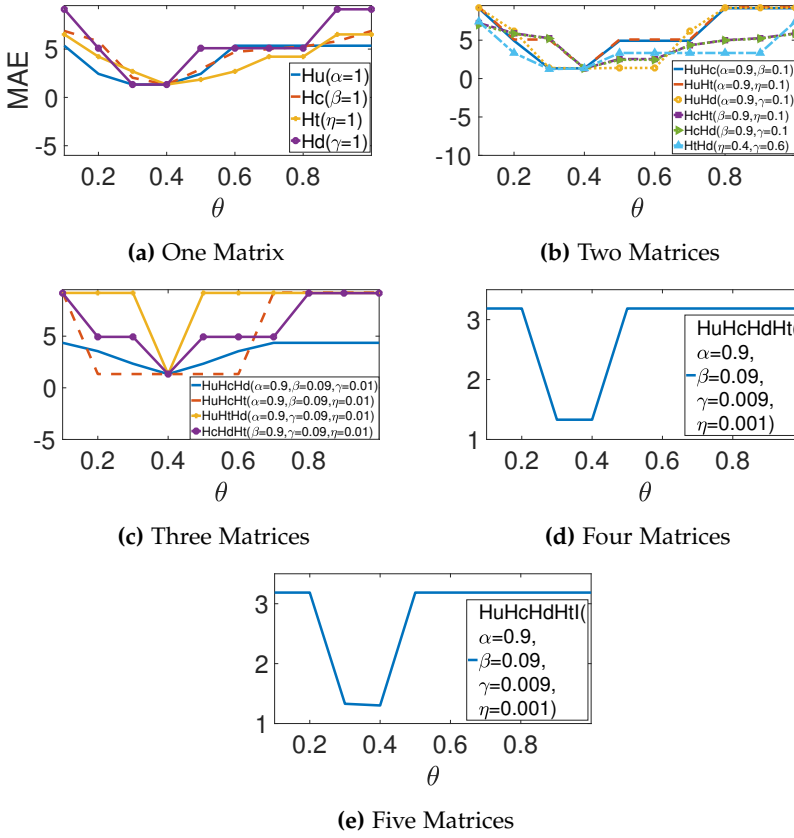 MAE
5
0
-5
0.2 0.4 0.6 0.8
θ
Hu(α=1)
Hc(β=1)
Ht(η=1)
Hd(γ=1)
(a) One Matrix
5
0
-5
-10
0.2 0.4 0.6 0.8
θ
HuHc(α=0.9,β=0.1)
HuHt(α=0.9,η=0.1)
HuHd(α=0.9,γ=0.1)
HcHt(β=0.9,η=0.1)
HcHd(β=0.9,γ=0.1
HtHd(η=0.4,γ=0.6)
(b) Two Matrices
5
0
-5
0.2 0.4 0.6 0.8
θ
HuHcHd(α=0.9,β=0.09,γ=0.01)
HuHcHt(α=0.9,β=0.09,η=0.01)
HuHtHd(α=0.9,γ=0.09,η=0.01)
HcHdHt(β=0.9,γ=0.09,η=0.01)
(c) Three Matrices
3
2
1
0.2 0.4 0.6 0.8
θ
HuHcHdHt(
α=0.9,
β=0.09,
γ=0.009,
η=0.001)
(d) Four Matrices
3
2
1
0.2 0.4 0.6 0.8
θ
HuHcHdHtI(
α=0.9,
β=0.09,
γ=0.009,
η=0.001)
(e) Five Matrices